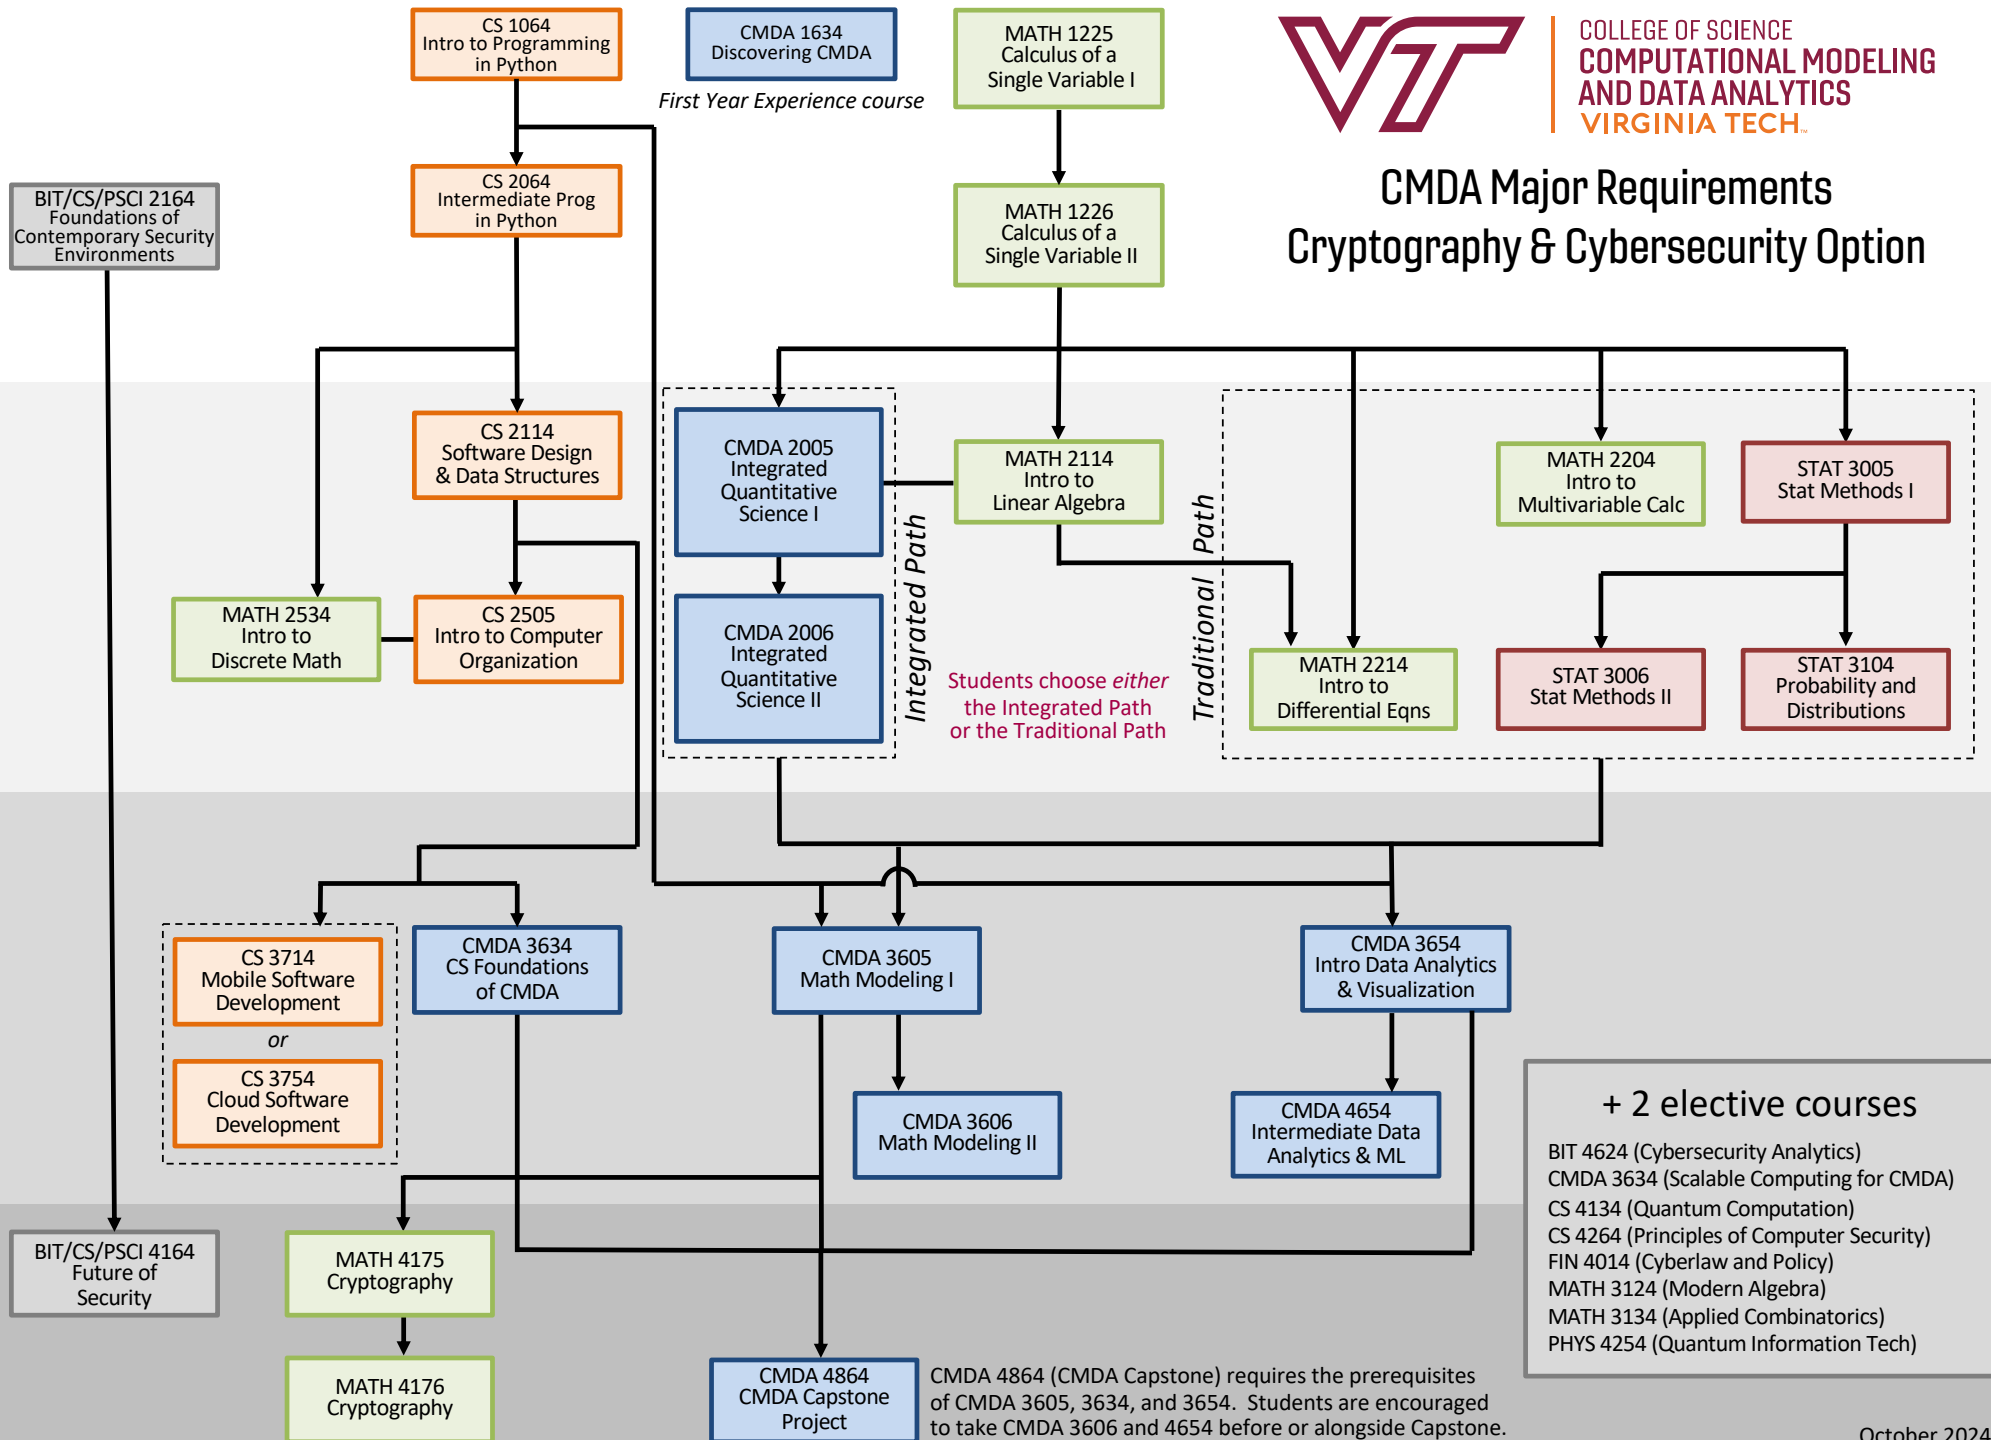 CS 1064
Intro to Programming
in Python
CMDA 1634
Discovering CMDA
First Year Experience course
MATH 1225
Calculus of a
Single Variable I
VT
COLLEGE OF SCIENCE
COMPUTATIONAL MODELING
AND DATA ANALYTICS
VIRGINIA TECH™
CMDA Major Requirements
Cryptography & Cybersecurity Option
BIT/CS/PSCI 2164
Foundations of
Contemporary Security
Environments
CS 2064
Intermediate Prog
in Python
MATH 1226
Calculus of a
Single Variable II
CS 2114
Software Design
& Data Structures
CMDA 2005
Integrated
Quantitative
Science I
MATH 2114
Intro to
Linear Algebra
MATH 2204
Intro to
Multivariable Calc
STAT 3005
Stat Methods I
Integrated Path
Traditional Path
MATH 2534
Intro to
Discrete Math
CS 2505
Intro to Computer
Organization
CMDA 2006
Integrated
Quantitative
Science II
Students choose either
the Integrated Path
or the Traditional Path
MATH 2214
Intro to
Differential Eqns
STAT 3006
Stat Methods II
STAT 3104
Probability and
Distributions
CS 3714
Mobile Software
Development
or
CS 3754
Cloud Software
Development
CMDA 3634
CS Foundations
of CMDA
CMDA 3605
Math Modeling I
CMDA 3654
Intro Data Analytics
& Visualization
CMDA 3606
Math Modeling II
CMDA 4654
Intermediate Data
Analytics & ML
+ 2 elective courses
BIT 4624 (Cybersecurity Analytics)
CMDA 3634 (Scalable Computing for CMDA)
CS 4134 (Quantum Computation)
CS 4264 (Principles of Computer Security)
FIN 4014 (Cyberlaw and Policy)
MATH 3124 (Modern Algebra)
MATH 3134 (Applied Combinatorics)
PHYS 4254 (Quantum Information Tech)
BIT/CS/PSCI 4164
Future of
Security
MATH 4175
Cryptography
MATH 4176
Cryptography
CMDA 4864
CMDA Capstone
Project
CMDA 4864 (CMDA Capstone) requires the prerequisites
of CMDA 3605, 3634, and 3654. Students are encouraged
to take CMDA 3606 and 4654 before or alongside Capstone.
October 2024